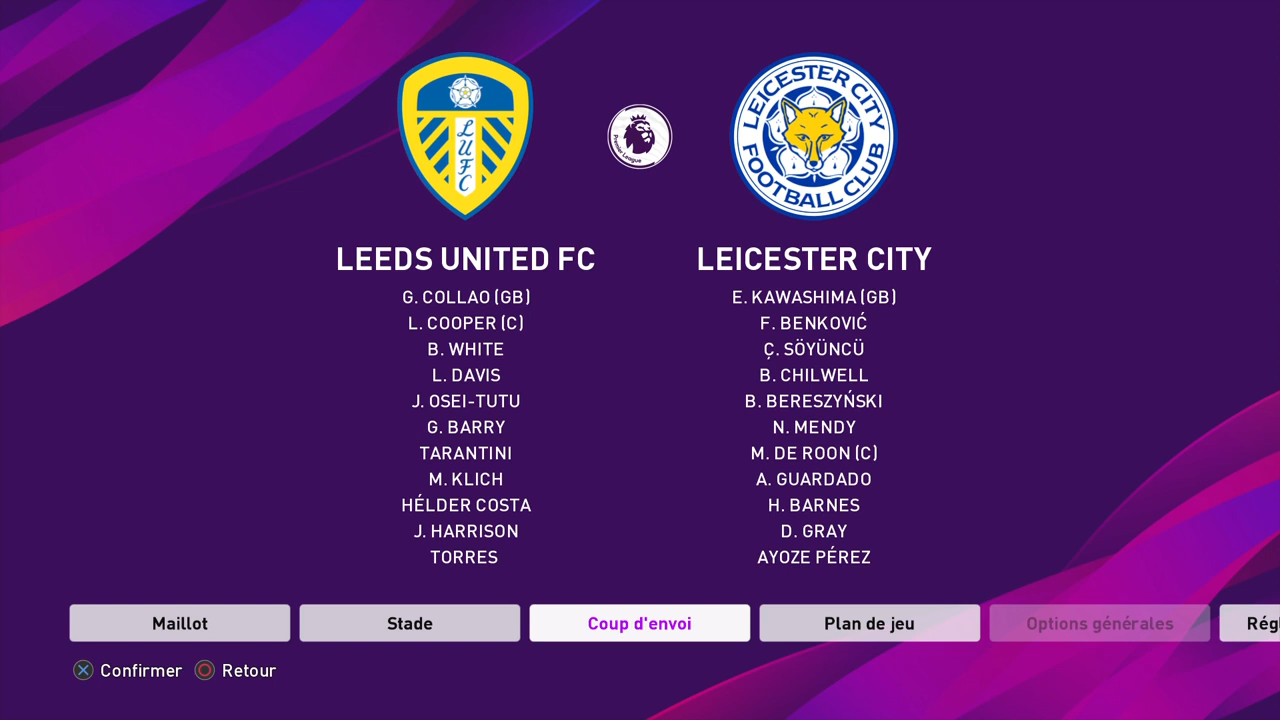 LUFC
Premier League
LEICESTER CITY
FOOTBALL CLUB
LEEDS UNITED FC
G. COLLAO (GB)
L. COOPER (C)
B. WHITE
L. DAVIS
J. OSEI-TUTU
G. BARRY
TARANTINI
M. KLICH
HÉLDER COSTA
J. HARRISON
TORRES
LEICESTER CITY
E. KAWASHIMA (GB)
F. BENKOVIĆ
Ç. SÖYÜNCÜ
B. CHILWELL
B. BERESZYŃSKI
N. MENDY
M. DE ROON (C)
A. GUARDADO
H. BARNES
D. GRAY
AYOZE PÉREZ
Maillot
Stade
Coup d'envoi
Plan de jeu
Options générales
Régl
Confirmer
Retour